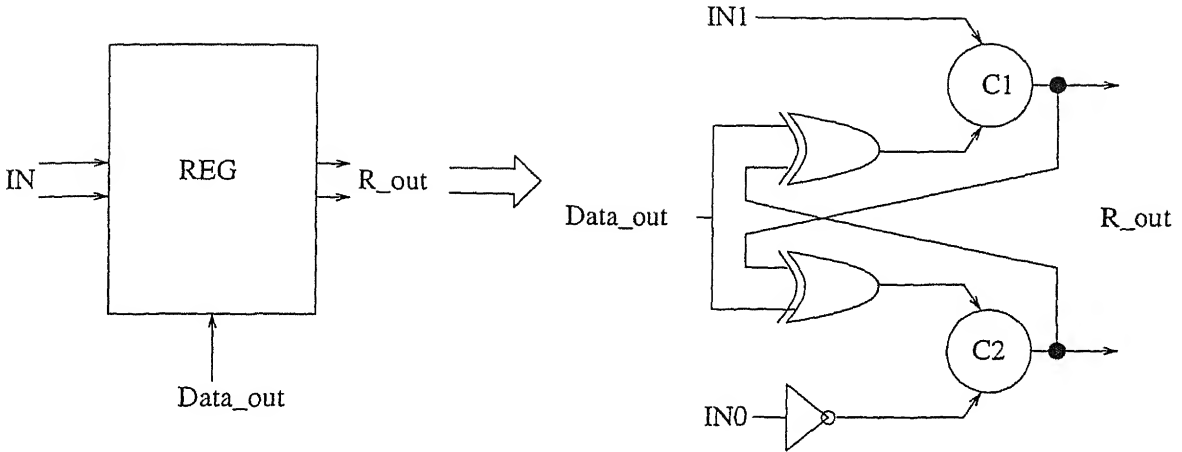 IN
REG
R_out
Data_out
IN1
C1
Data_out
R_out
C2
IN0